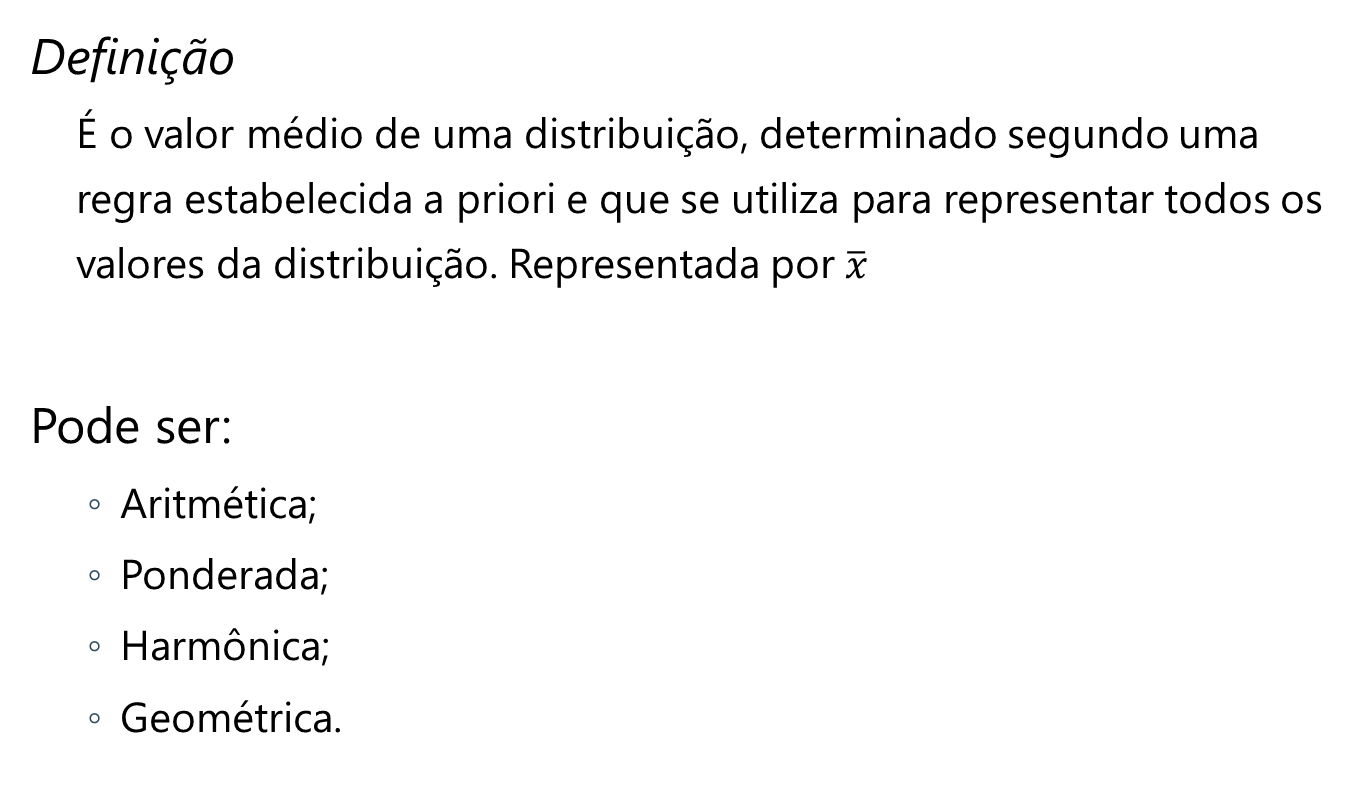 Definição
É o valor médio de uma distribuição, determinado segundo uma
regra estabelecida a priori e que se utiliza para representar todos os
valores da distribuição. Representada por x̅
Pode ser:
◦ Aritmética;
◦ Ponderada;
◦ Harmônica;
◦ Geométrica.